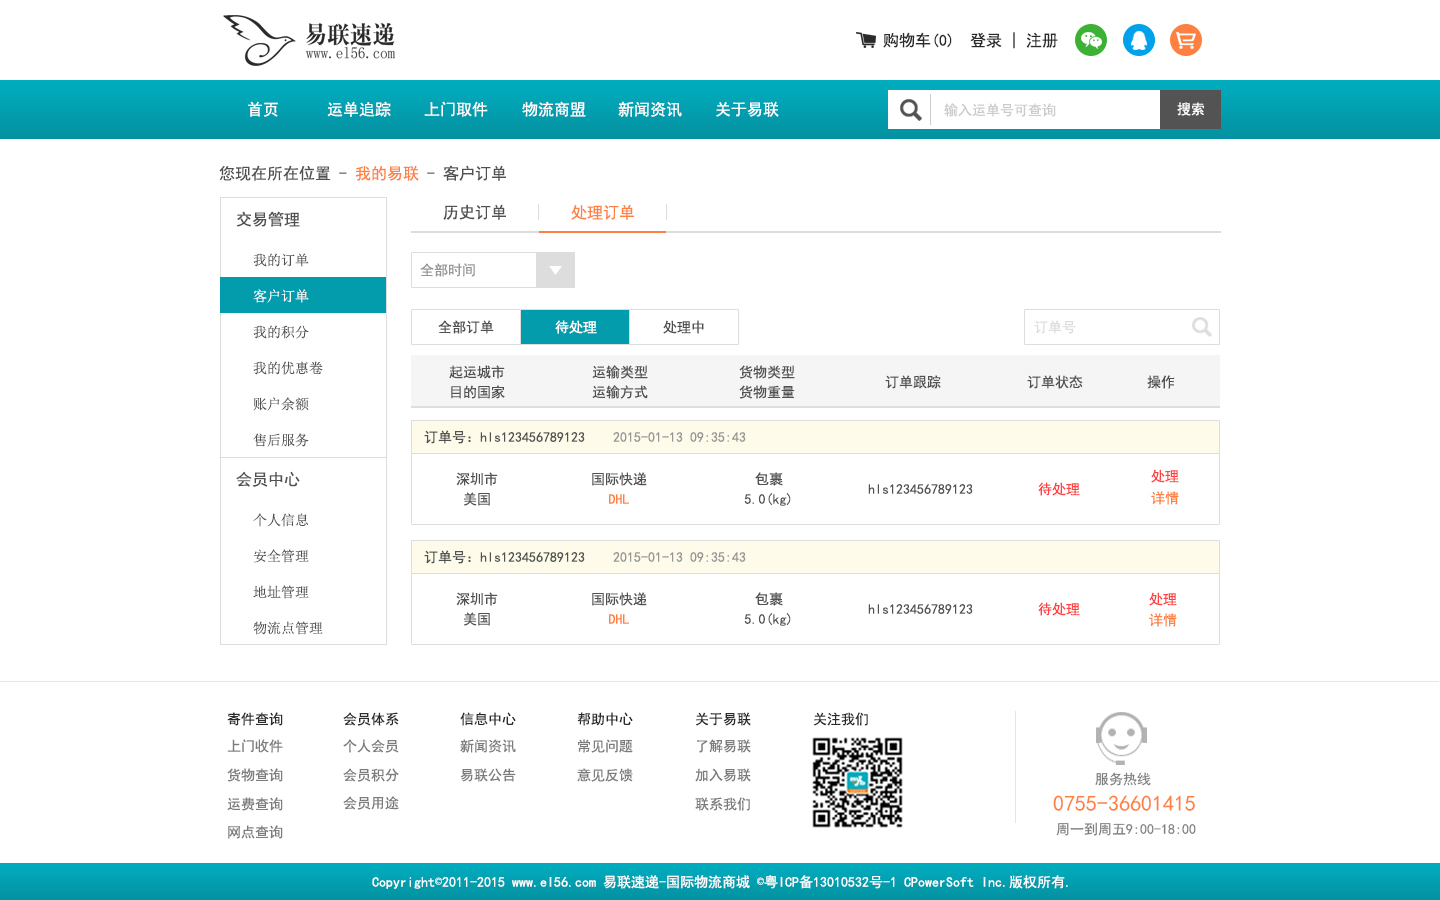 易联速递
www.el56.com
购物车(0) 登录 | 注册
首页 运单追踪 上门取件 物流商盟 新闻资讯 关于易联
输入运单号可查询 搜索
您现在所在位置 - 我的易联 - 客户订单
交易管理
我的订单
客户订单
我的积分
我的优惠卷
账户余额
售后服务
会员中心
个人信息
安全管理
地址管理
物流点管理
历史订单 处理订单
全部时间
全部订单 待处理 处理中
订单号
起运城市 运输类型 货物类型
目的国家 运输方式 货物重量
订单跟踪 订单状态 操作
订单号：hls123456789123 2015-01-13 09:35:43
深圳市 国际快递 包裹
美国 DHL 5.0(kg)
hls123456789123 待处理
处理
详情
订单号：hls123456789123 2015-01-13 09:35:43
深圳市 国际快递 包裹
美国 DHL 5.0(kg)
hls123456789123 待处理
处理
详情
寄件查询
上门收件
货物查询
运费查询
网点查询
会员体系
个人会员
会员积分
会员用途
信息中心
新闻资讯
易联公告
帮助中心
常见问题
意见反馈
关于易联
了解易联
加入易联
联系我们
关注我们
服务热线
0755-36601415
周一到周五9:00-18:00
Copyright©2011-2015 www.el56.com 易联速递-国际物流商城 ©粤ICP备13010532号-1 CPowerSoft Inc.版权所有.